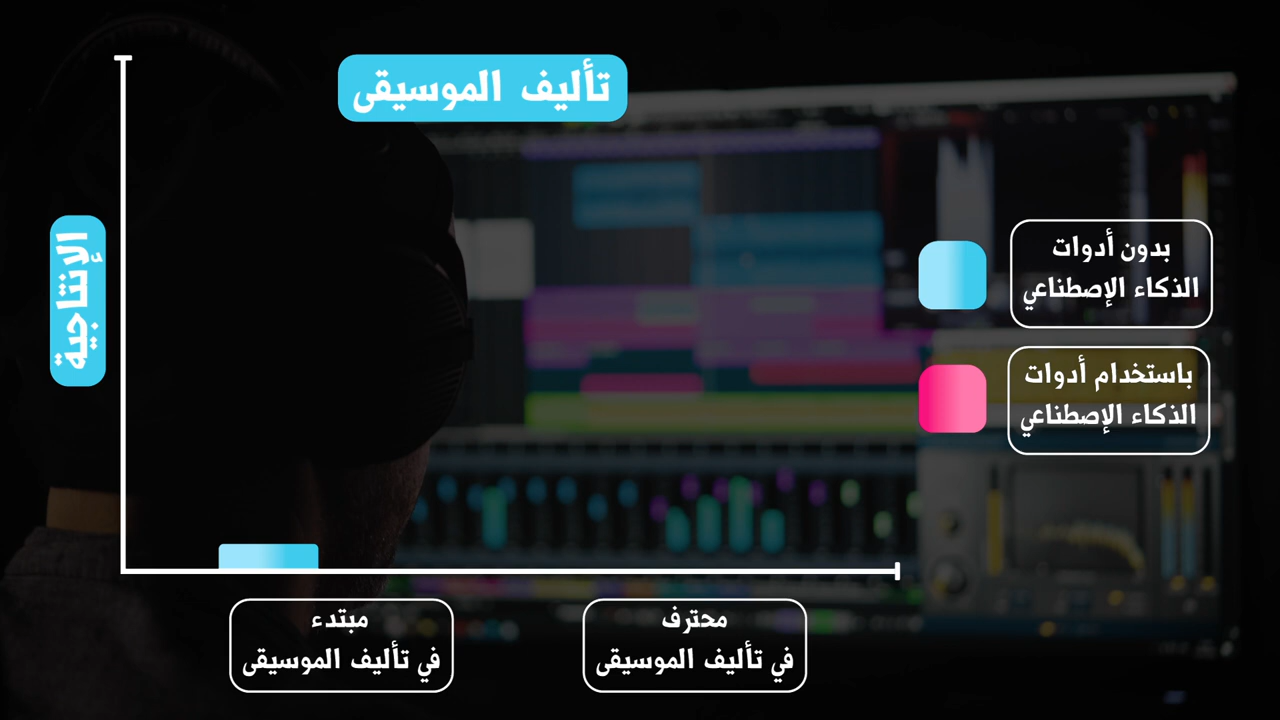 تأليف الموسيقى
الإنتاجية
بدون أدوات
الذكاء الإصطناعي
باستخدام أدوات
الذكاء الإصطناعي
مبتدء
في تأليف الموسيقى
محترف
في تأليف الموسيقى